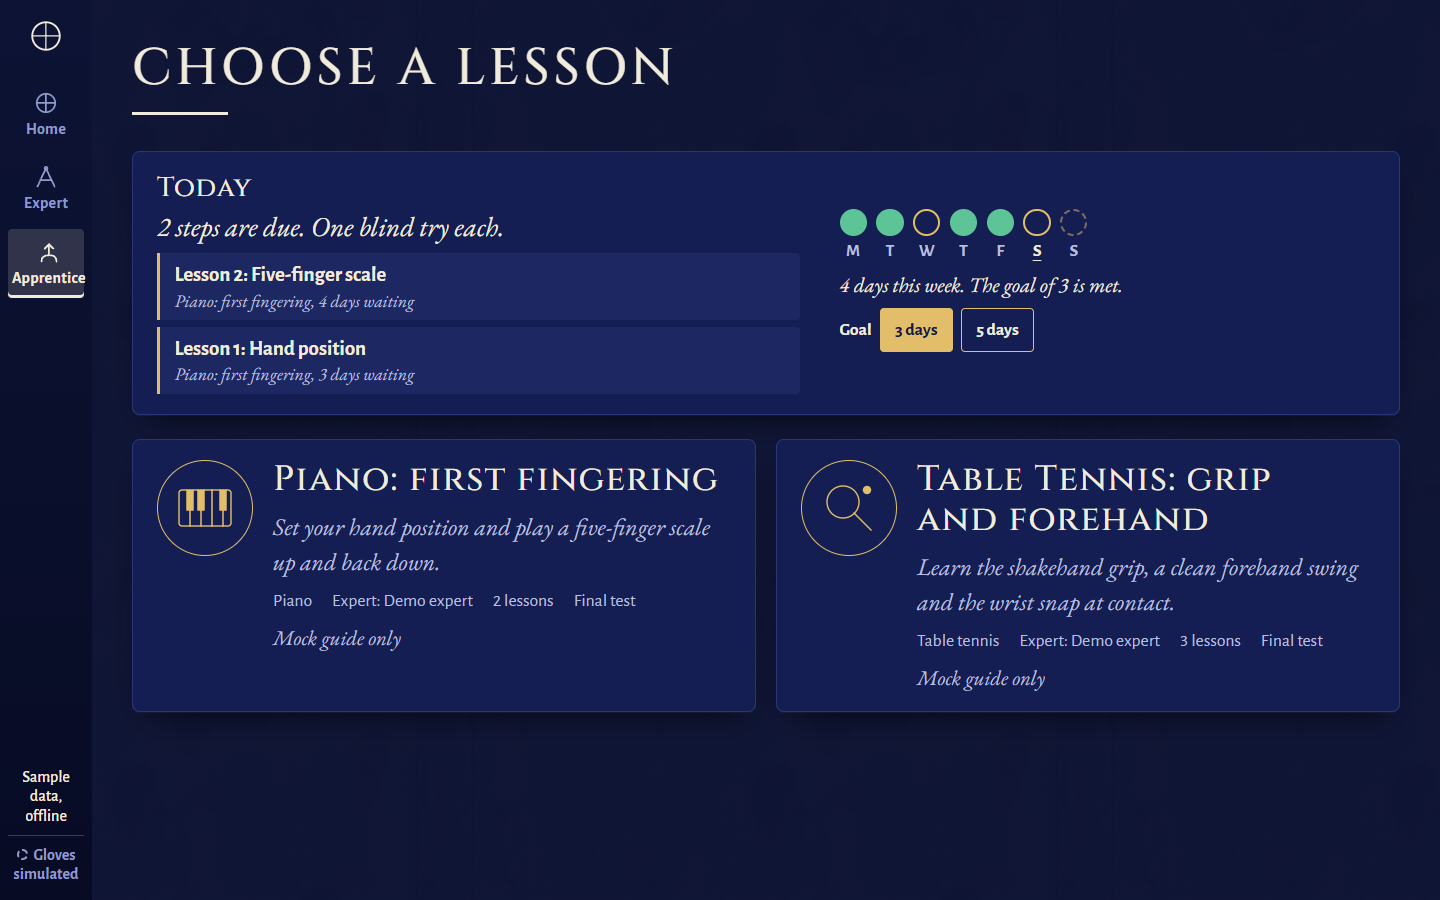 Home
Expert
Apprentice
Sample
data,
offline
Gloves
simulated
CHOOSE A LESSON
Today
2 steps are due. One blind try each.
Lesson 2: Five-finger scale
Piano: first fingering, 4 days waiting
Lesson 1: Hand position
Piano: first fingering, 3 days waiting
M T W T F S S
4 days this week. The goal of 3 is met.
Goal 3 days 5 days
Piano: first fingering
Set your hand position and play a five-finger scale
up and back down.
Piano Expert: Demo expert 2 lessons Final test
Mock guide only
Table Tennis: grip
and forehand
Learn the shakehand grip, a clean forehand swing
and the wrist snap at contact.
Table tennis Expert: Demo expert 3 lessons Final test
Mock guide only